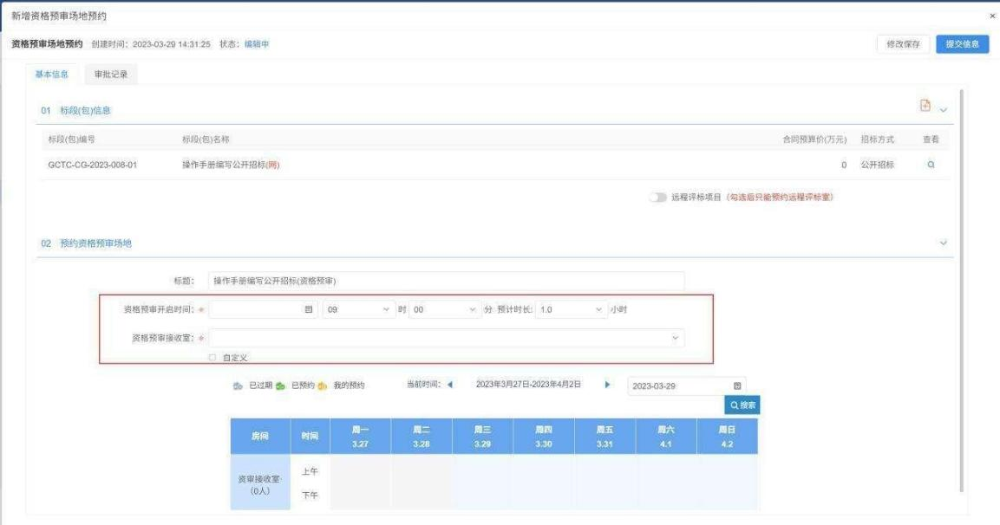 新增资格预审场地预约
×
资格预审场地预约 创建时间：2023-03-29 14:31:25 状态：编辑中 修改保存 提交信息
基本信息 审批记录
01 标段(包)信息
标段(包)编号 标段(包)名称 合同预算价(万元) 招标方式 查看
GCTC-CG-2023-008-01 操作手册编写公开招标(网) 0 公开招标
远程评标项目（勾选后只能预约远程评标室）
02 预约资格预审场地
标题： 操作手册编写公开招标(资格预审)
资格预审开启时间：* 09 时 00 分 预计时长: 1.0 小时
资格预审接收室：*
自定义
已过期 已预约 我的预约 当前时间： 2023年3月27日-2023年4月2日 2023-03-29
搜索
房间 时间 周一 周二 周三 周四 周五 周六 周日
3.27 3.28 3.29 3.30 3.31 4.1 4.2
上午
资审接收室·
（0人）
下午